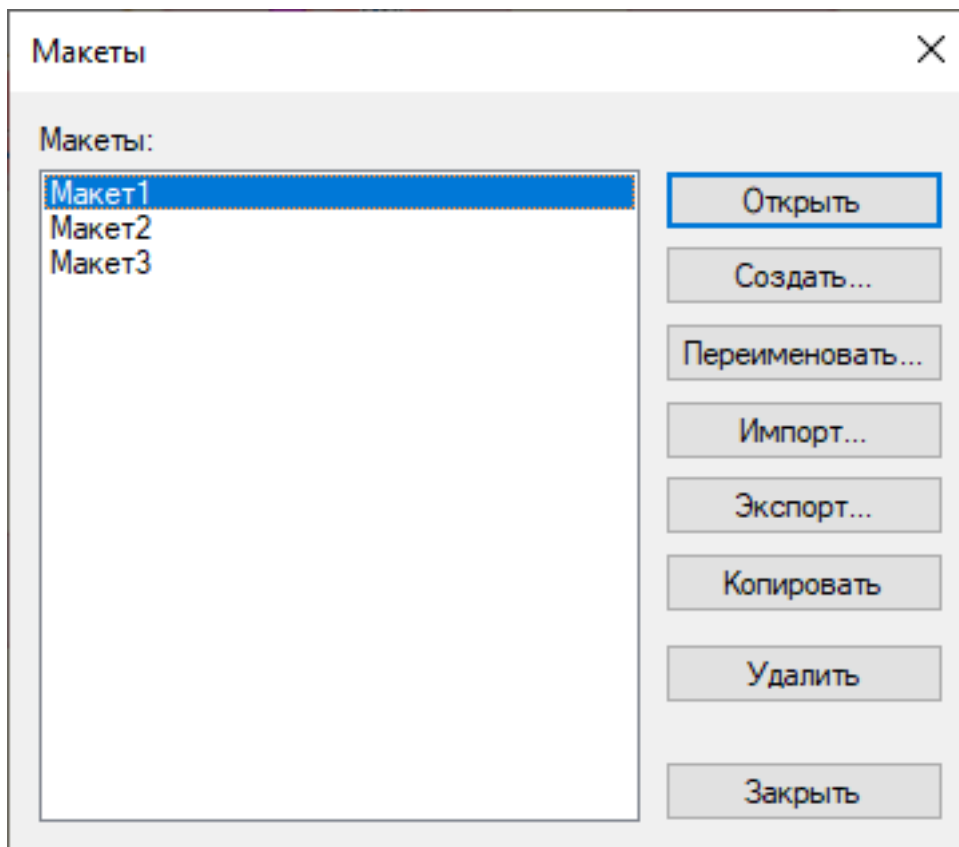 Макеты
Макеты:
Макет1
Макет2
Макет3
Открыть
Создать...
Переименовать...
Импорт...
Экспорт...
Копировать
Удалить
Закрыть